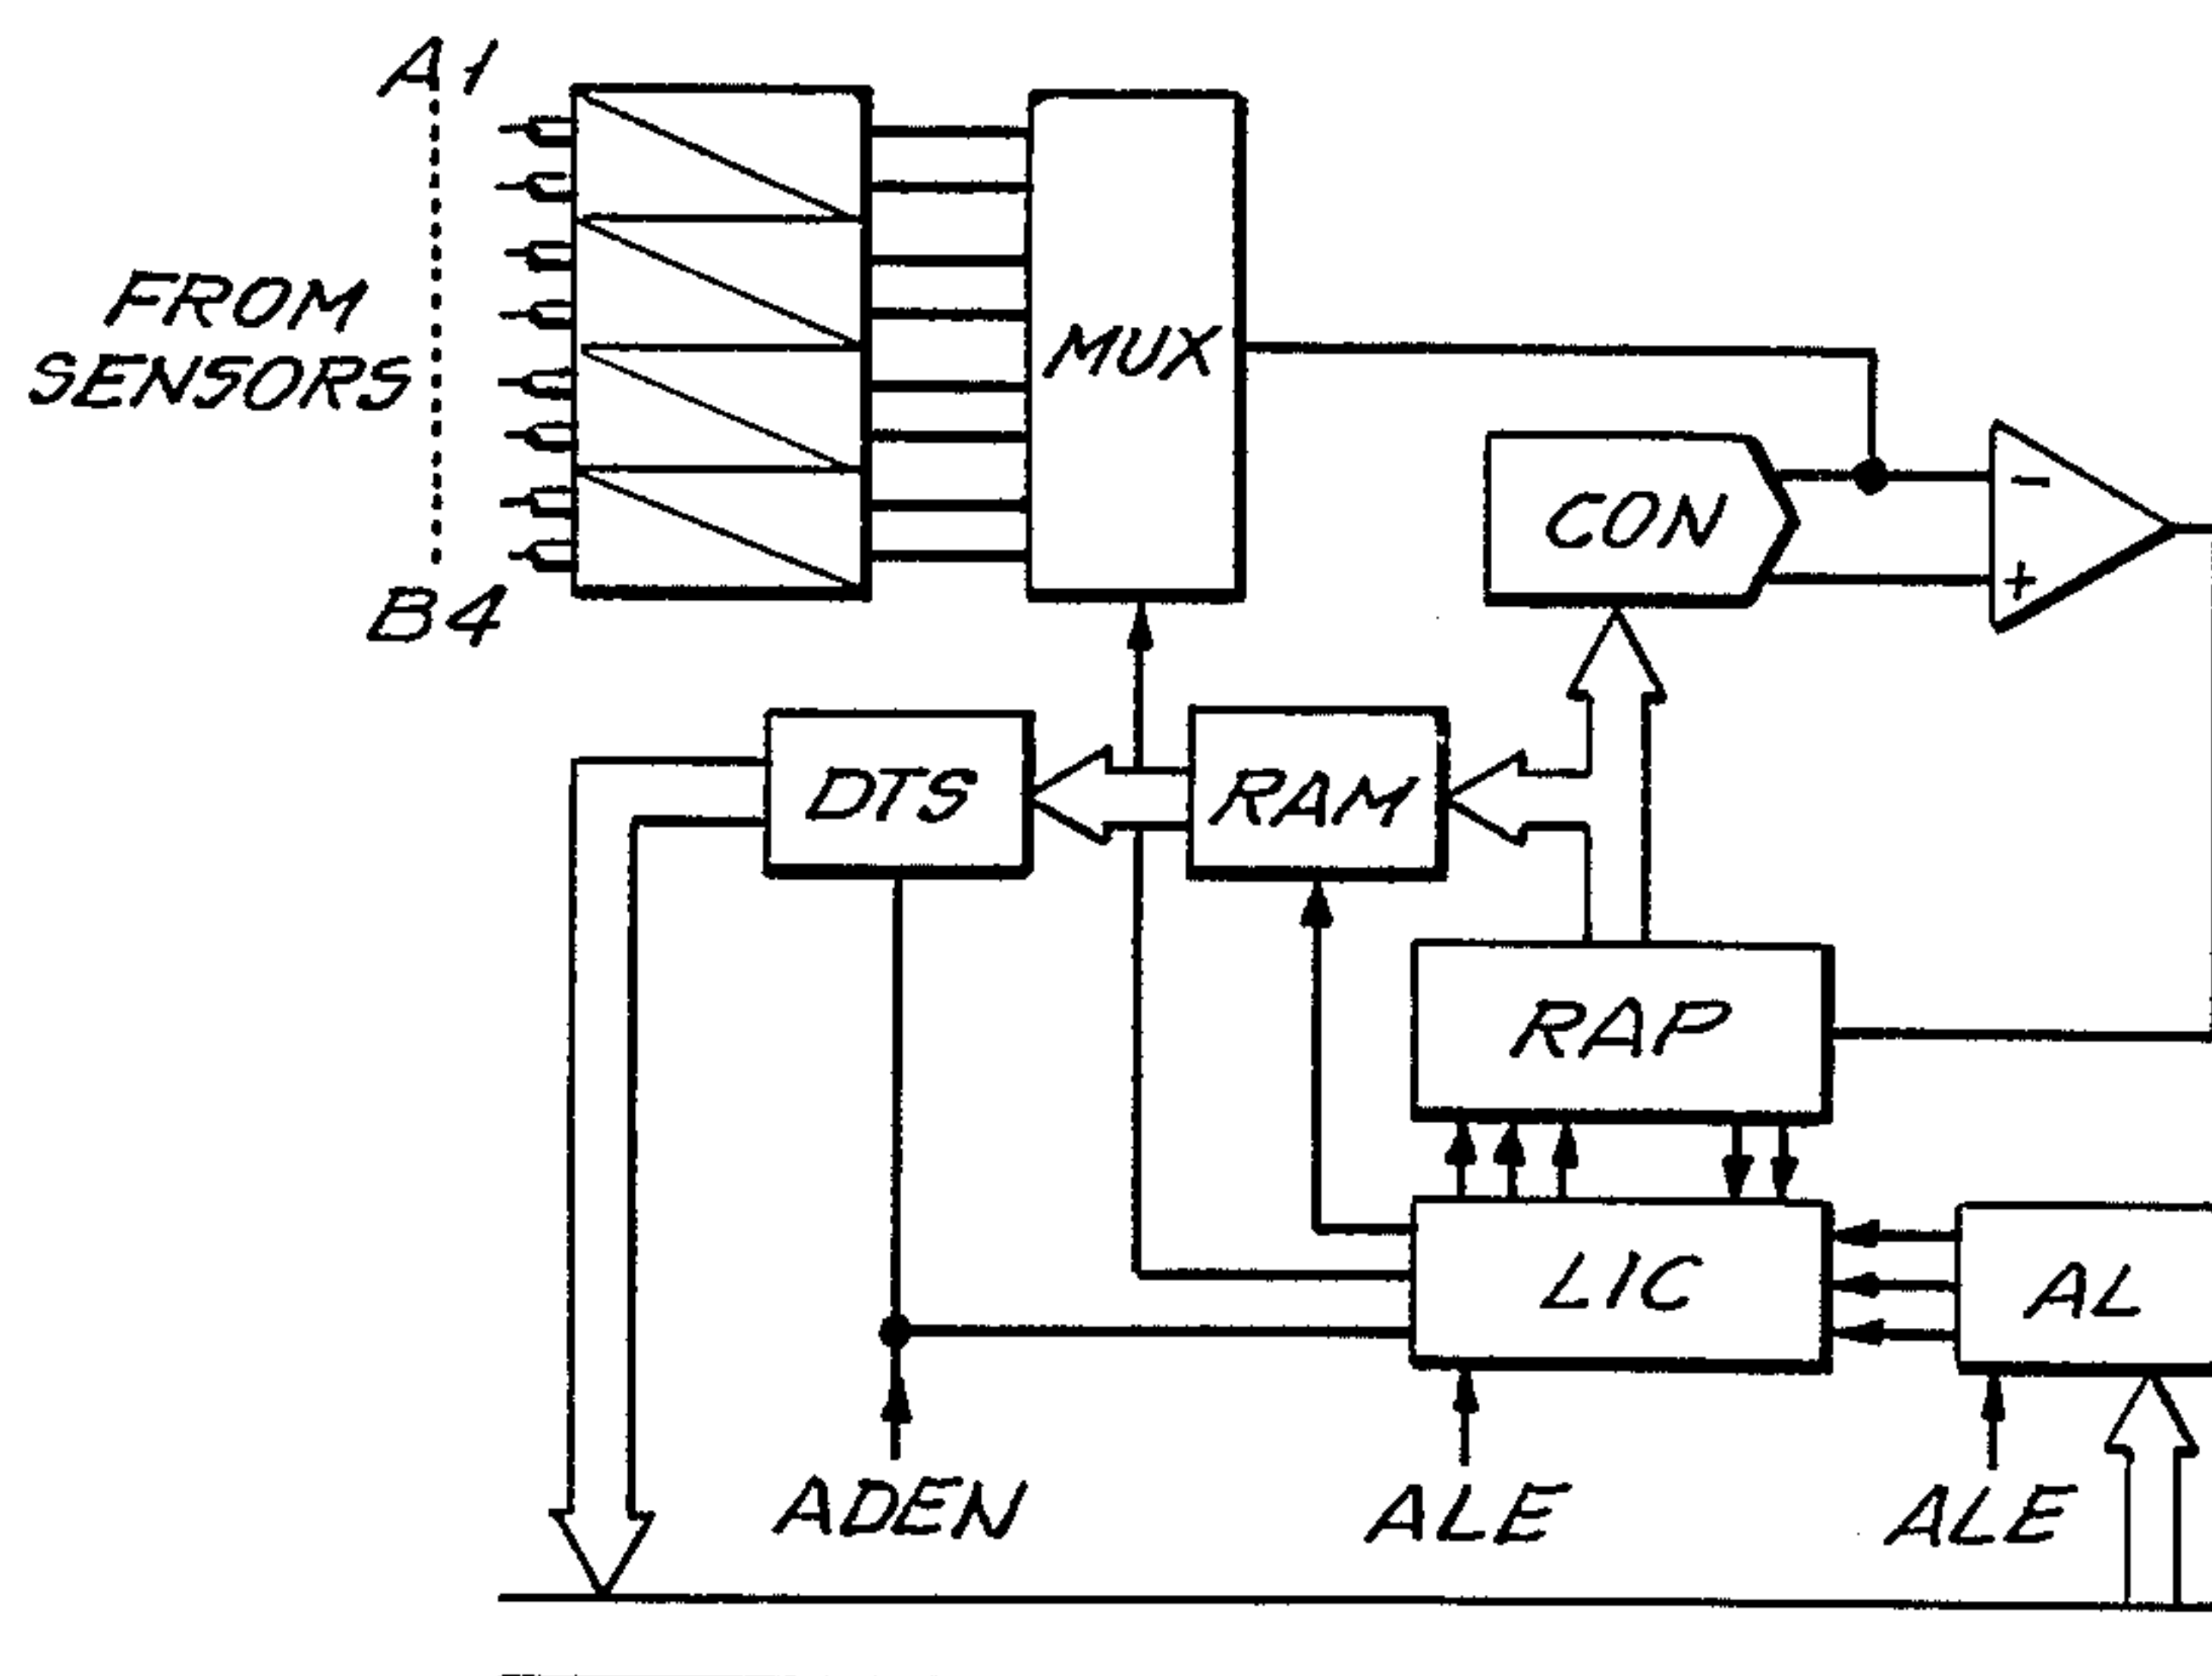 A1
FROM
SENSORS
B4
MUX
CON
-
+
DTS
RAM
RAP
LIC
AL
ADEN
ALE
ALE